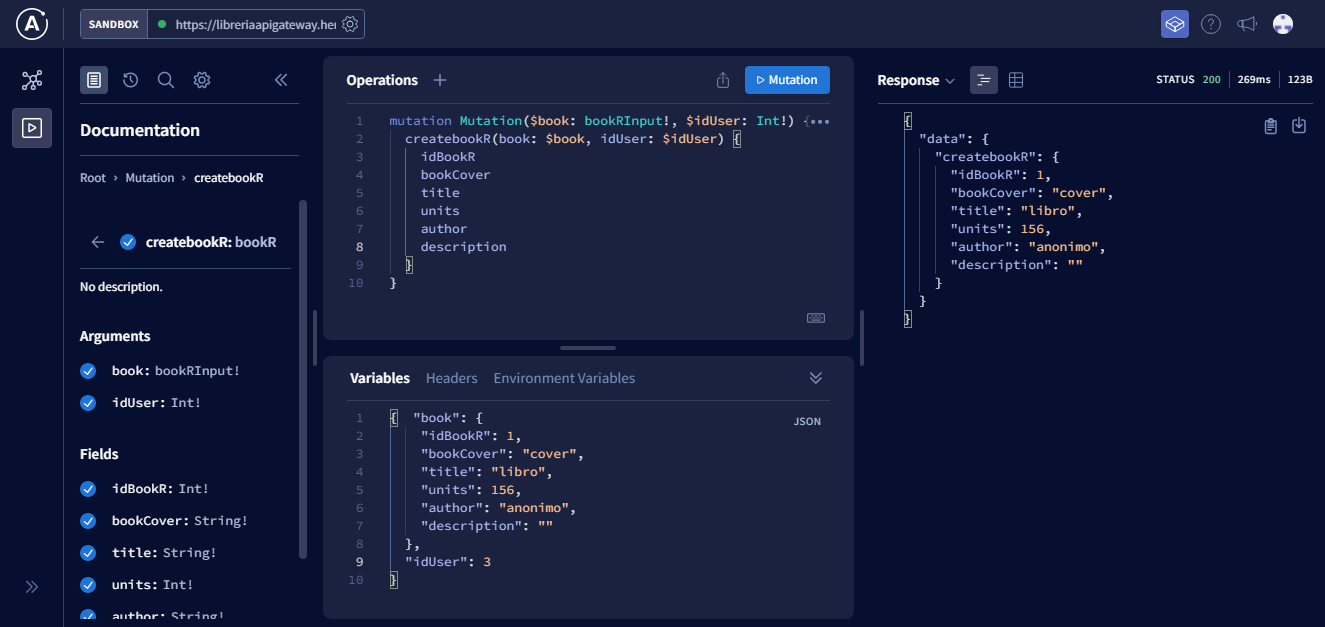 SANDBOX
https://libreriaapigateway.her
Documentation
Root › Mutation › createbookR
createbookR: bookR
No description.
Arguments
book: bookRInput!
idUser: Int!
Fields
idBookR: Int!
bookCover: String!
title: String!
units: Int!
author: String!
Operations
Mutation
1 mutation Mutation($book: bookRInput!, $idUser: Int!) {
2 createbookR(book: $book, idUser: $idUser) {
3 idBookR
4 bookCover
5 title
6 units
7 author
8 description
9 }
10 }
Variables Headers Environment Variables
JSON
1 { "book": {
2 "idBookR": 1,
3 "bookCover": "cover",
4 "title": "libro",
5 "units": 156,
6 "author": "anonimo",
7 "description": ""
8 },
9 "idUser": 3
10 }
Response
STATUS 200 269ms 123B
{
"data": {
"createbookR": {
"idBookR": 1,
"bookCover": "cover",
"title": "libro",
"units": 156,
"author": "anonimo",
"description": ""
}
}
}